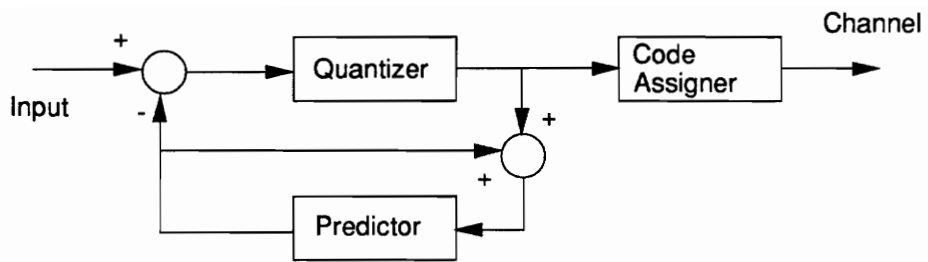 Channel
+
Quantizer
Code
Assigner
Input
-
+
+
Predictor